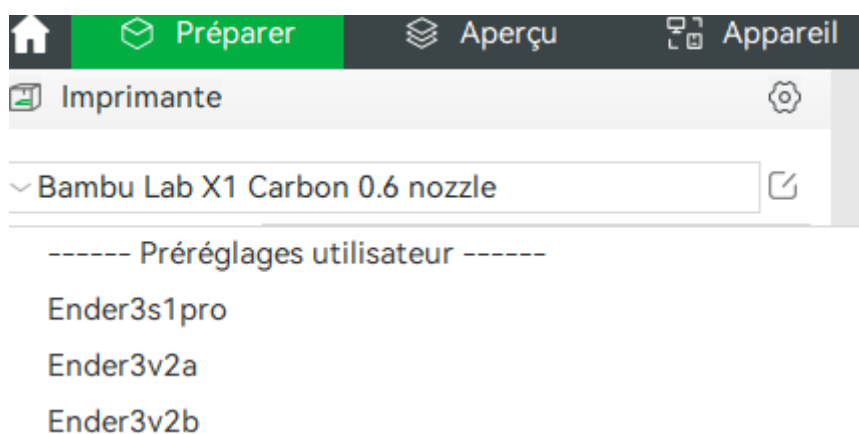 Préparer Aperçu Appareil
Imprimante
Bambu Lab X1 Carbon 0.6 nozzle
------ Préréglages utilisateur ------
Ender3s1pro
Ender3v2a
Ender3v2b